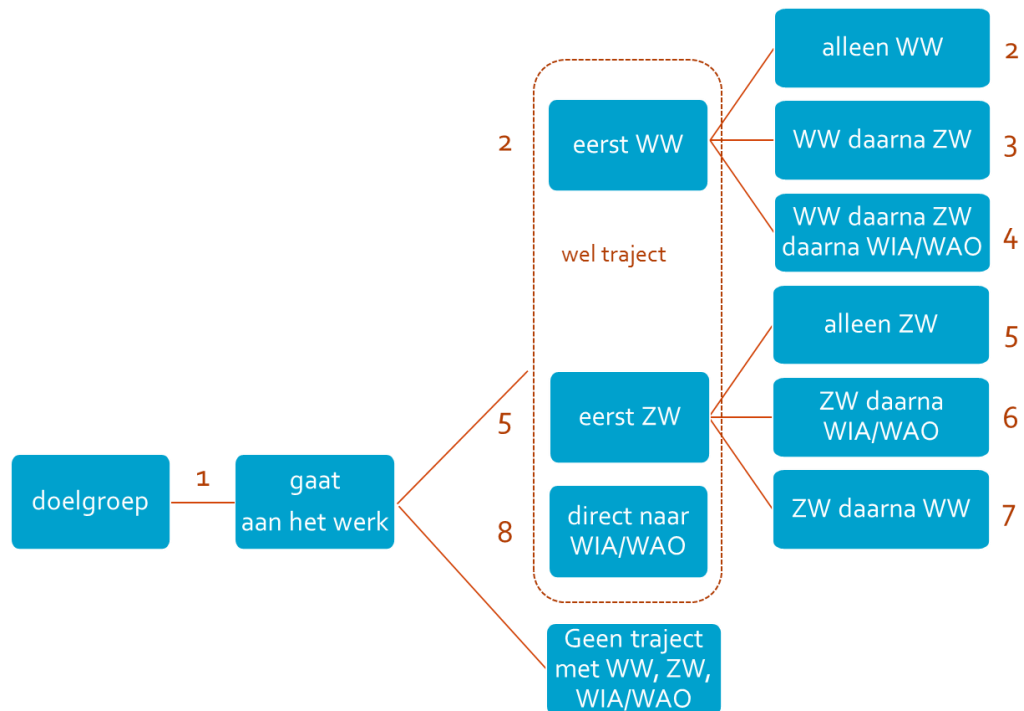 doelgroep
1
gaat
aan het werk
2
eerst WW
wel traject
5
eerst ZW
8
direct naar
WIA/WAO
Geen traject
met WW, ZW,
WIA/WAO
alleen WW
2
WW daarna ZW
3
WW daarna ZW
daarna WIA/WAO
4
alleen ZW
5
ZW daarna
WIA/WAO
6
ZW daarna WW
7